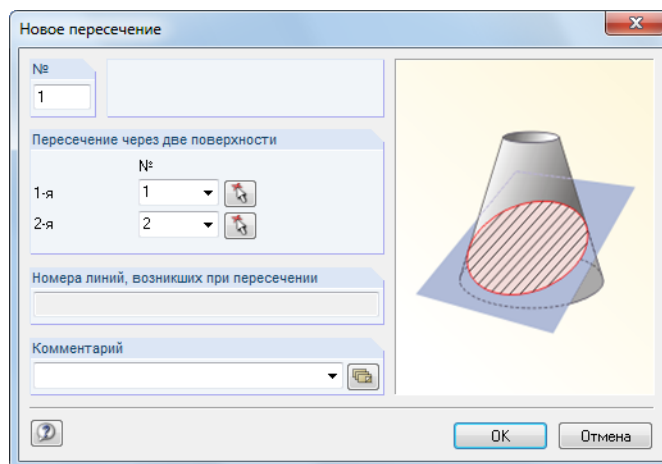 Новое пересечение
№
1
Пересечение через две поверхности
№
1-я 1
2-я 2
Номера линий, возникших при пересечении
Комментарий
OK Отмена